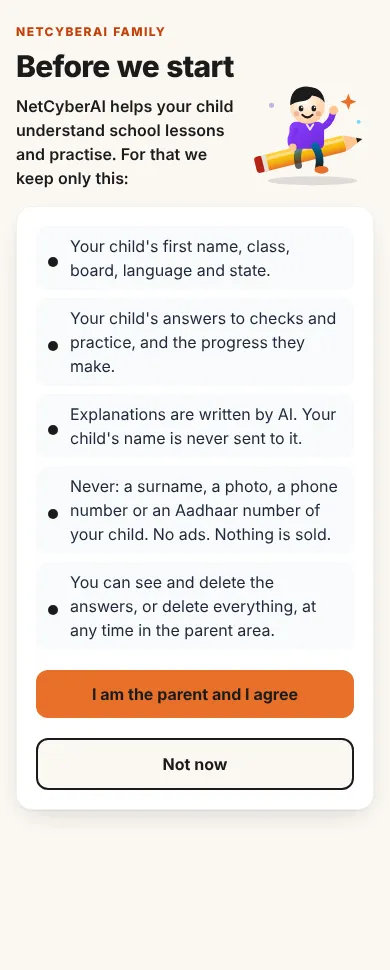 NETCYBERAI FAMILY
Before we start
NetCyberAI helps your child
understand school lessons
and practise. For that we
keep only this:
Your child's first name, class,
board, language and state.
Your child's answers to checks and
practice, and the progress they
make.
Explanations are written by AI. Your
child's name is never sent to it.
Never: a surname, a photo, a phone
number or an Aadhaar number of
your child. No ads. Nothing is sold.
You can see and delete the
answers, or delete everything, at
any time in the parent area.
I am the parent and I agree
Not now